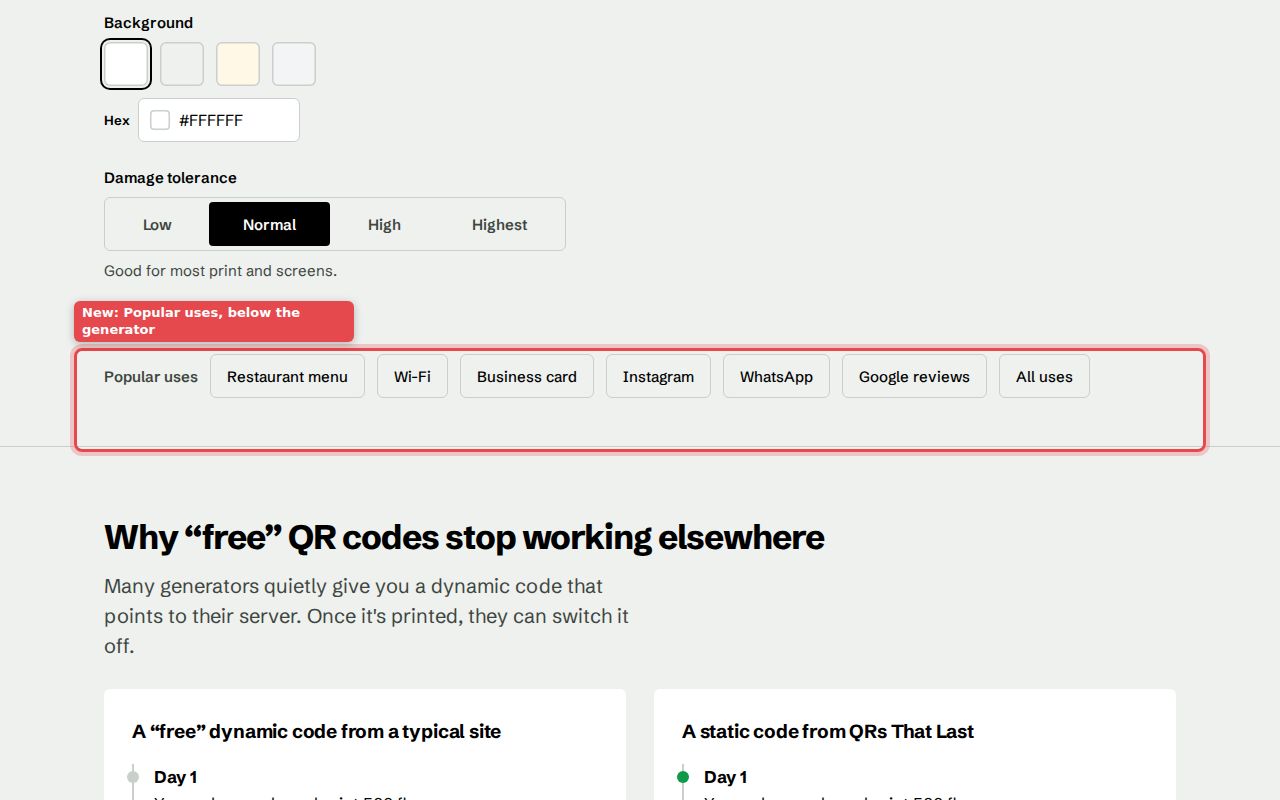 Background
Hex #FFFFFF
Damage tolerance
Low Normal High Highest
Good for most print and screens.
New: Popular uses, below the
generator
Popular uses Restaurant menu Wi-Fi Business card Instagram WhatsApp Google reviews All uses
Why “free” QR codes stop working elsewhere
Many generators quietly give you a dynamic code that
points to their server. Once it's printed, they can switch it
off.
A “free” dynamic code from a typical site
Day 1
A static code from QRs That Last
Day 1